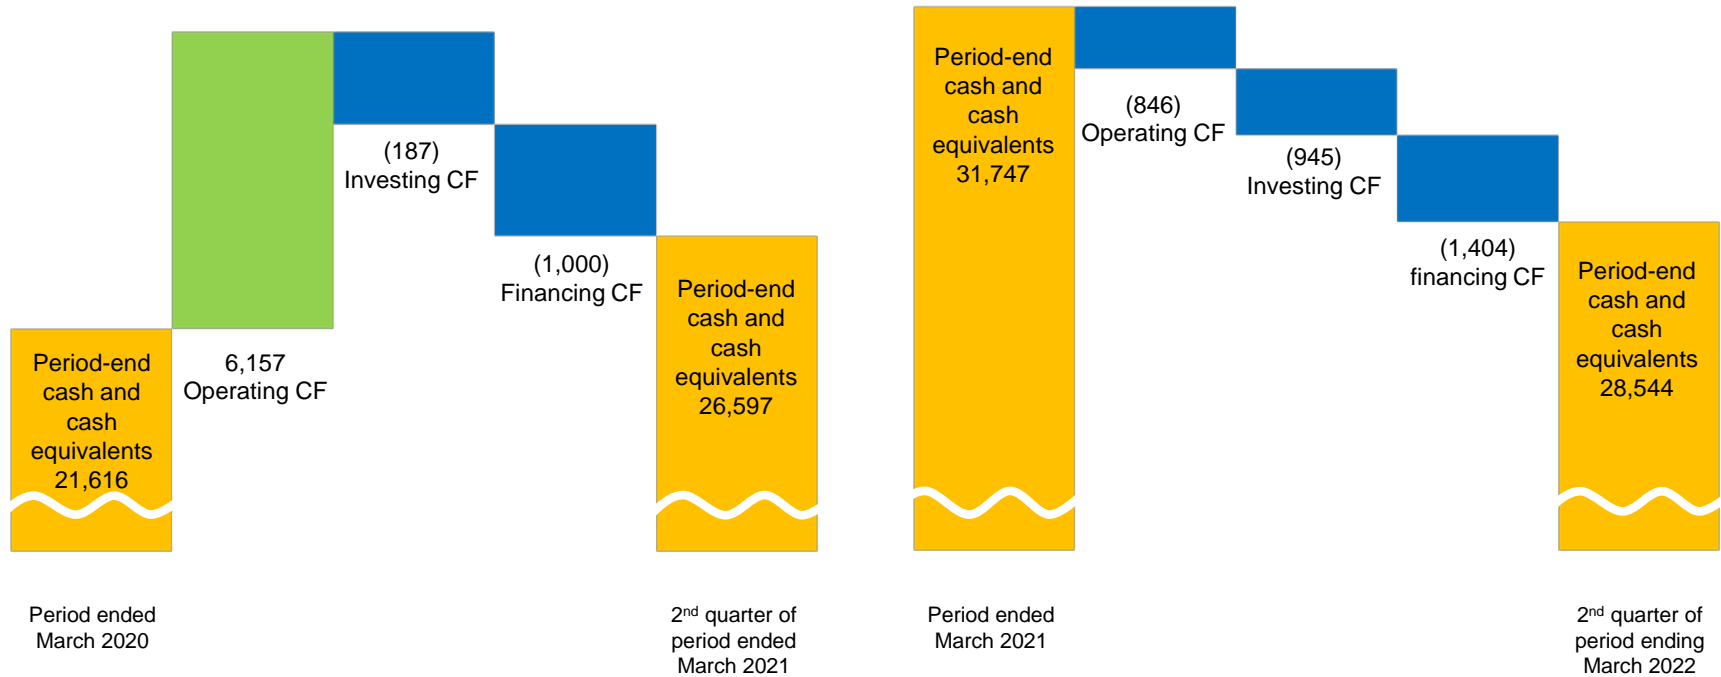 Period-end
cash and
cash
equivalents
21,616
6,157
Operating CF
(187)
Investing CF
(1,000)
Financing CF
Period-end
cash and
cash
equivalents
26,597
Period ended
March 2020
2nd quarter of
period ended
March 2021
Period-end
cash and
cash
equivalents
31,747
(846)
Operating CF
(945)
Investing CF
(1,404)
financing CF
Period-end
cash and
cash
equivalents
28,544
Period ended
March 2021
2nd quarter of
period ending
March 2022